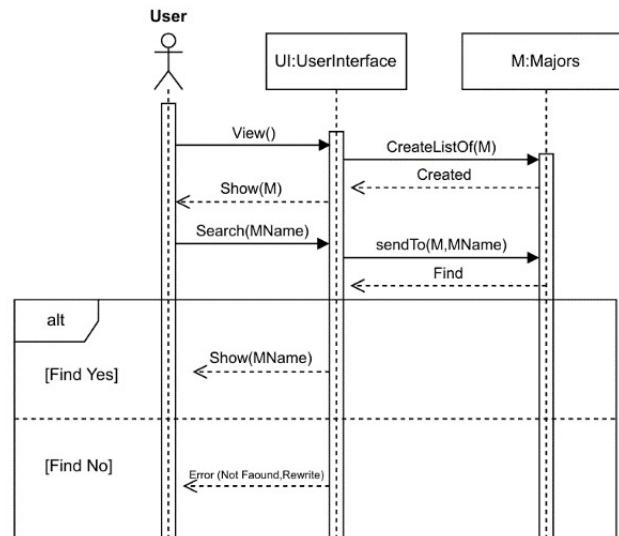 User
UI:UserInterface
M:Majors
View()
CreateListOf(M)
Created
Show(M)
Search(MName)
sendTo(M,MName)
Find
alt
Show(MName)
[Find Yes]
[Find No]
Error (Not Faound,Rewrite)